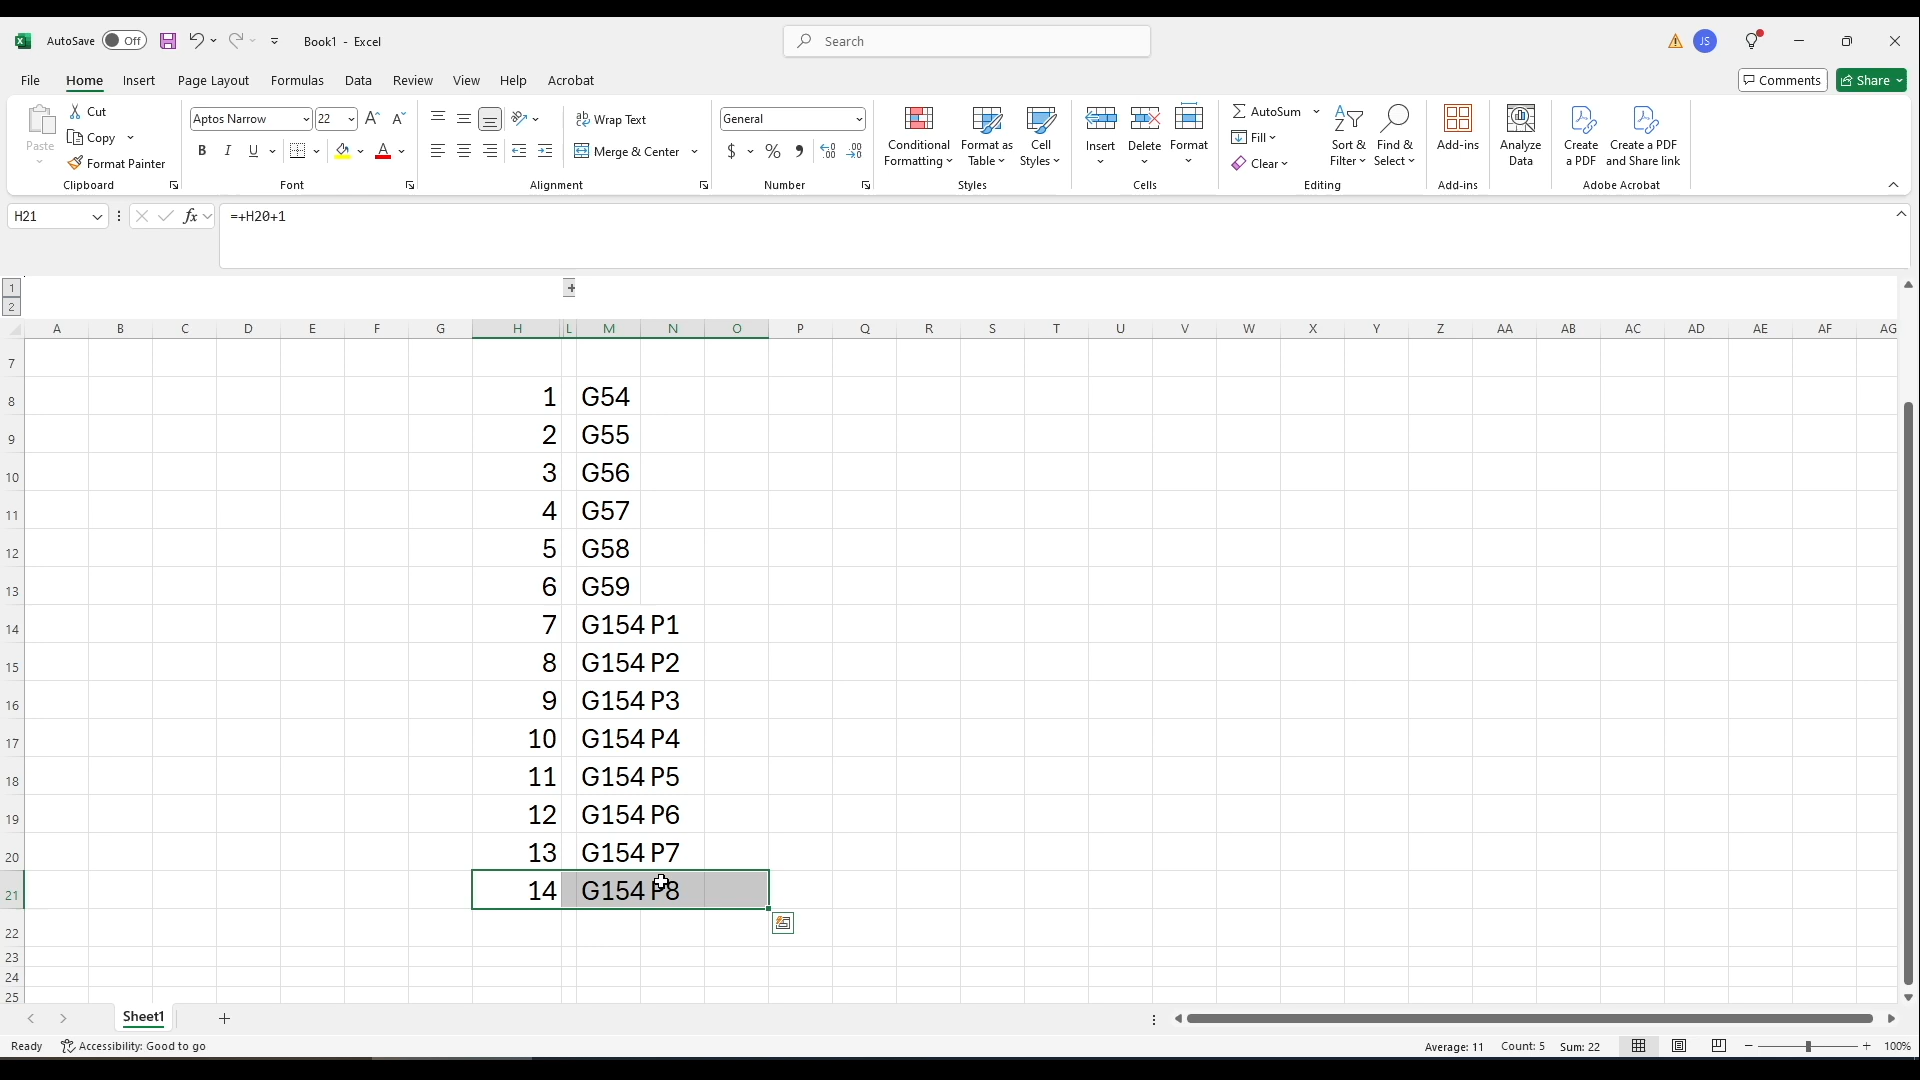 AutoSave Off Book1 - Excel Search JS
File Home Insert Page Layout Formulas Data Review View Help Acrobat Comments Share
Paste
Cut
Copy
Format Painter
Clipboard
Aptos Narrow 22
B I U A
Font
Wrap Text
Merge & Center
Alignment
General
$ % ,
Number
Conditional
Formatting
Format as
Table
Cell
Styles
Styles
Insert
Delete
Format
Cells
AutoSum
Fill
Clear
Sort &
Filter
Find &
Select
Editing
Add-ins
Add-ins
Analyze
Data
Create
a PDF
Create a PDF
and Share link
Adobe Acrobat
H21 fx =+H20+1
1 +
2
A B C D E F G H L M N O P Q R S T U V W X Y Z AA AB AC AD AE AF AG
7
8 1 G54
9 2 G55
10 3 G56
11 4 G57
12 5 G58
13 6 G59
14 7 G154 P1
15 8 G154 P2
16 9 G154 P3
17 10 G154 P4
18 11 G154 P5
19 12 G154 P6
20 13 G154 P7
21 14 G154 P8
22
23
24
25
Sheet1
Ready Accessibility: Good to go Average: 11 Count: 5 Sum: 22 100%